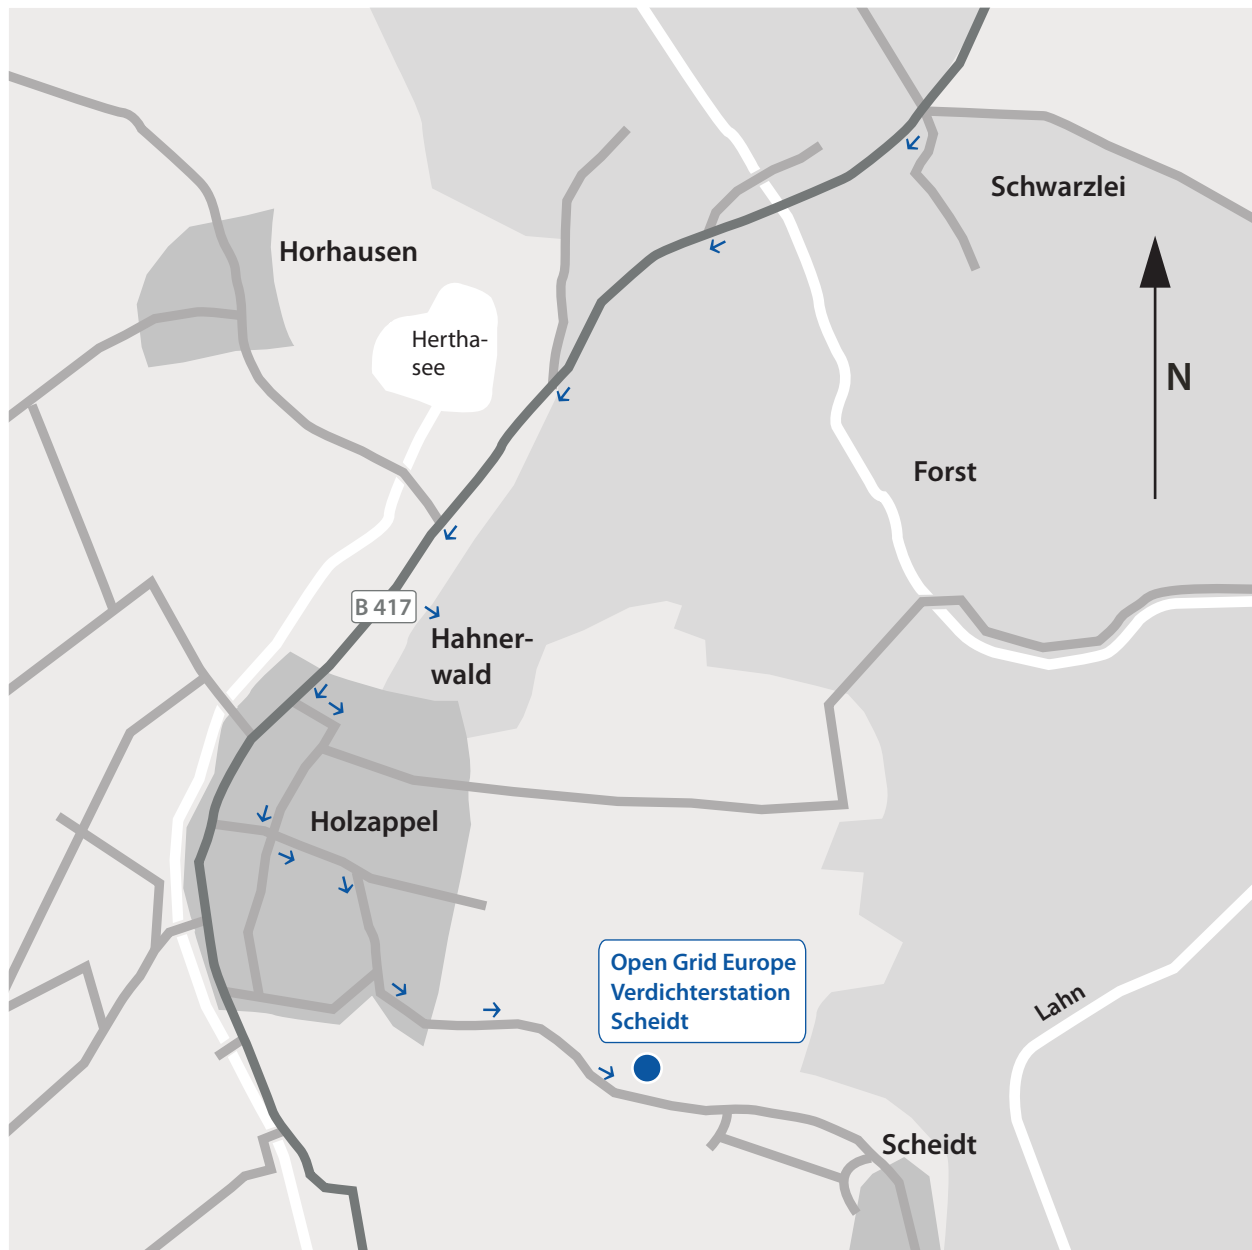 Schwarzlei
Horhausen
Hertha-
see
N
Forst
B 417
Hahner-
wald
Holzappel
Open Grid Europe
Verdichterstation
Scheidt
Lahn
Scheidt